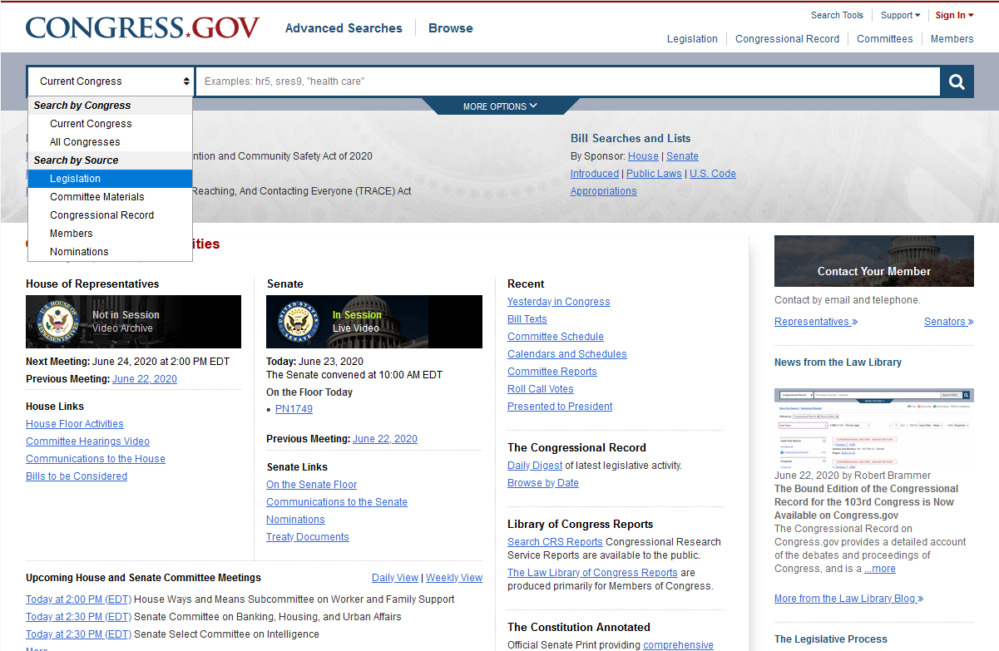 CONGRESS.GOV
Advanced Searches
Browse
Search Tools
Support
Sign In
Legislation
Congressional Record
Committees
Members
Current Congress
Examples: hr5, sres9, "health care"
MORE OPTIONS
Search by Congress
Current Congress
All Congresses
Search by Source
Legislation
Committee Materials
Congressional Record
Members
Nominations
and Community Safety Act of 2020
Reaching, And Contacting Everyone (TRACE) Act
Bill Searches and Lists
By Sponsor: House | Senate
Introduced | Public Laws | U.S. Code
Appropriations
House of Representatives
Not in Session
Video Archive
Next Meeting: June 24, 2020 at 2:00 PM EDT
Previous Meeting: June 22, 2020
House Links
House Floor Activities
Committee Hearings Video
Communications to the House
Bills to be Considered
Senate
In Session
Live Video
Today: June 23, 2020
The Senate convened at 10:00 AM EDT
On the Floor Today
• PN1749
Previous Meeting: June 22, 2020
Senate Links
On the Senate Floor
Communications to the Senate
Nominations
Treaty Documents
Upcoming House and Senate Committee Meetings
Daily View | Weekly View
Today at 2:00 PM (EDT) House Ways and Means Subcommittee on Worker and Family Support
Today at 2:30 PM (EDT) Senate Committee on Banking, Housing, and Urban Affairs
Today at 2:30 PM (EDT) Senate Select Committee on Intelligence
Recent
Yesterday in Congress
Bill Texts
Committee Schedule
Calendars and Schedules
Committee Reports
Roll Call Votes
Presented to President
The Congressional Record
Daily Digest of latest legislative activity.
Browse by Date
Library of Congress Reports
Search CRS Reports Congressional Research
Service Reports are available to the public.
The Law Library of Congress Reports are
produced primarily for Members of Congress.
The Constitution Annotated
Official Senate Print providing comprehensive
Contact Your Member
Contact by email and telephone.
Representatives »
Senators »
News from the Law Library
June 22, 2020 by Robert Brammer
The Bound Edition of the Congressional
Record for the 103rd Congress is Now
Available on Congress.gov
The Congressional Record on
Congress.gov provides a detailed account
of the debates and proceedings of
Congress, and is a ...more
More from the Law Library Blog »
The Legislative Process